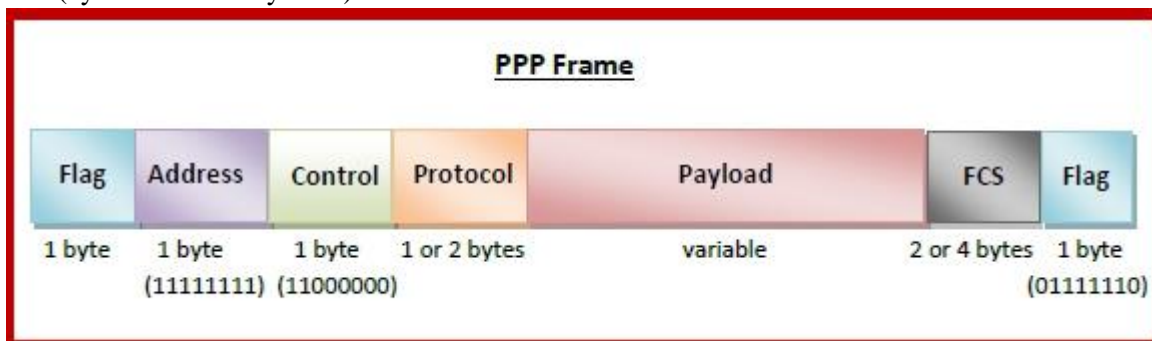 PPP Frame
Flag Address Control Protocol Payload FCS Flag
1 byte 1 byte 1 byte 1 or 2 bytes variable 2 or 4 bytes 1 byte
(11111111) (11000000) (01111110)